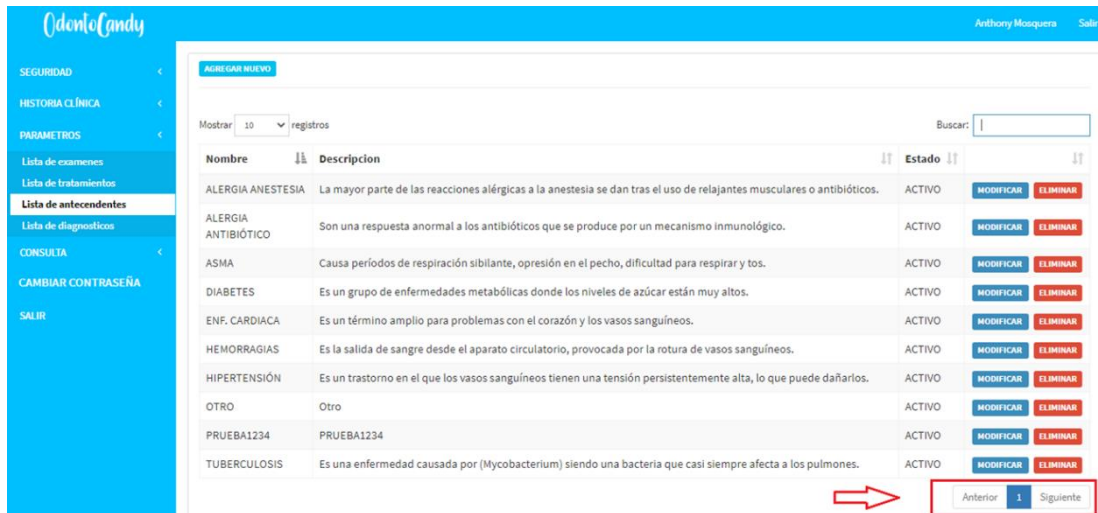 OdontoCandy
Anthony Mosquera Salir
SEGURIDAD
HISTORIA CLÍNICA
PARAMETROS
Lista de examenes
Lista de tratamientos
Lista de antecendentes
Lista de diagnosticos
CONSULTA
CAMBIAR CONTRASEÑA
SALIR
AGREGAR NUEVO
Mostrar 10 registros
Buscar:
Nombre Descripcion Estado
ALERGIA ANESTESIA La mayor parte de las reacciones alérgicas a la anestesia se dan tras el uso de relajantes musculares o antibióticos. ACTIVO MODIFICAR ELIMINAR
ALERGIA
ANTIBIÓTICO Son una respuesta anormal a los antibióticos que se produce por un mecanismo inmunológico. ACTIVO MODIFICAR ELIMINAR
ASMA Causa períodos de respiración sibilante, opresión en el pecho, dificultad para respirar y tos. ACTIVO MODIFICAR ELIMINAR
DIABETES Es un grupo de enfermedades metabólicas donde los niveles de azúcar están muy altos. ACTIVO MODIFICAR ELIMINAR
ENF. CARDIACA Es un término amplio para problemas con el corazón y los vasos sanguíneos. ACTIVO MODIFICAR ELIMINAR
HEMORRAGIAS Es la salida de sangre desde el aparato circulatorio, provocada por la rotura de vasos sanguíneos. ACTIVO MODIFICAR ELIMINAR
HIPERTENSIÓN Es un trastorno en el que los vasos sanguíneos tienen una tensión persistentemente alta, lo que puede dañarlos. ACTIVO MODIFICAR ELIMINAR
OTRO Otro ACTIVO MODIFICAR ELIMINAR
PRUEBA1234 PRUEBA1234 ACTIVO MODIFICAR ELIMINAR
TUBERCULOSIS Es una enfermedad causada por (Mycobacterium) siendo una bacteria que casi siempre afecta a los pulmones. ACTIVO MODIFICAR ELIMINAR
Anterior 1 Siguiente